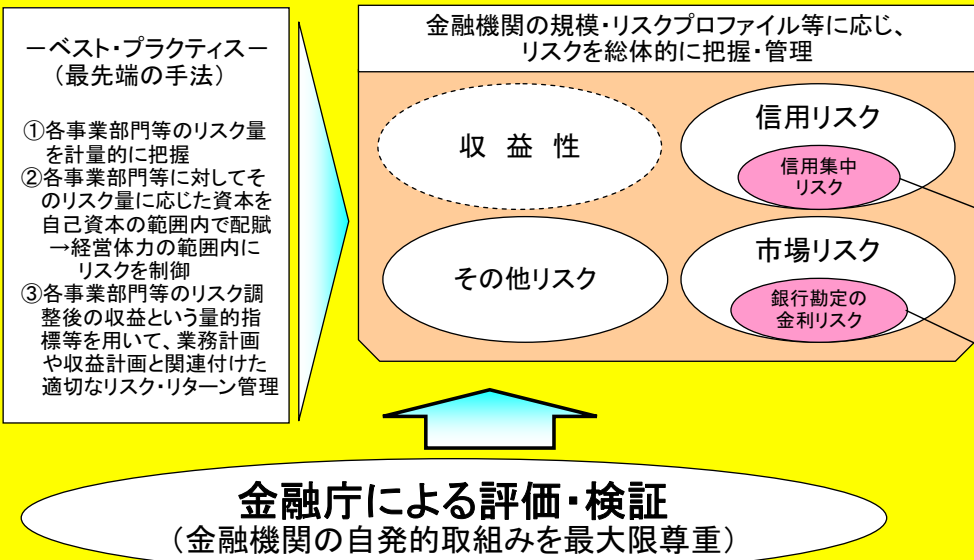 －ベスト・プラクティス－
（最先端の手法）
①各事業部門等のリスク量
を計量的に把握
②各事業部門等に対してそ
のリスク量に応じた資本を
自己資本の範囲内で配賦
→経営体力の範囲内に
リスクを制御
③各事業部門等のリスク調
整後の収益という量的指
標等を用いて、業務計画
や収益計画と関連付けた
適切なリスク・リターン管理
金融機関の規模・リスクプロファイル等に応じ、
リスクを総体的に把握・管理
収 益 性
信用リスク
信用集中
リスク
その他リスク
市場リスク
銀行勘定の
金利リスク
金融庁による評価・検証
（金融機関の自発的取組みを最大限尊重）